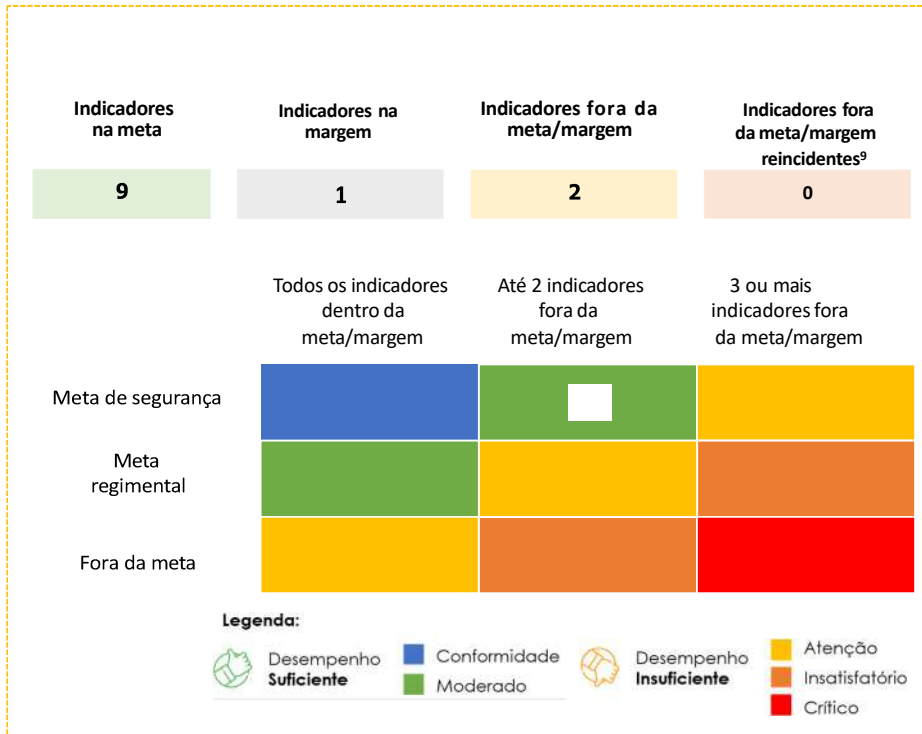 Indicadores
na meta
Indicadores na
margem
Indicadores fora da
meta/margem
Indicadores fora
da meta/margem
reincidentes⁹
9
1
2
0
Todos os indicadores
dentro da
meta/margem
Até 2 indicadores
fora da
meta/margem
3 ou mais
indicadores fora
da meta/margem
Meta de segurança
Meta
regimental
Fora da meta
Legenda:
Desempenho
Suficiente
Conformidade
Moderado
Desempenho
Insuficiente
Atenção
Insatisfatório
Crítico